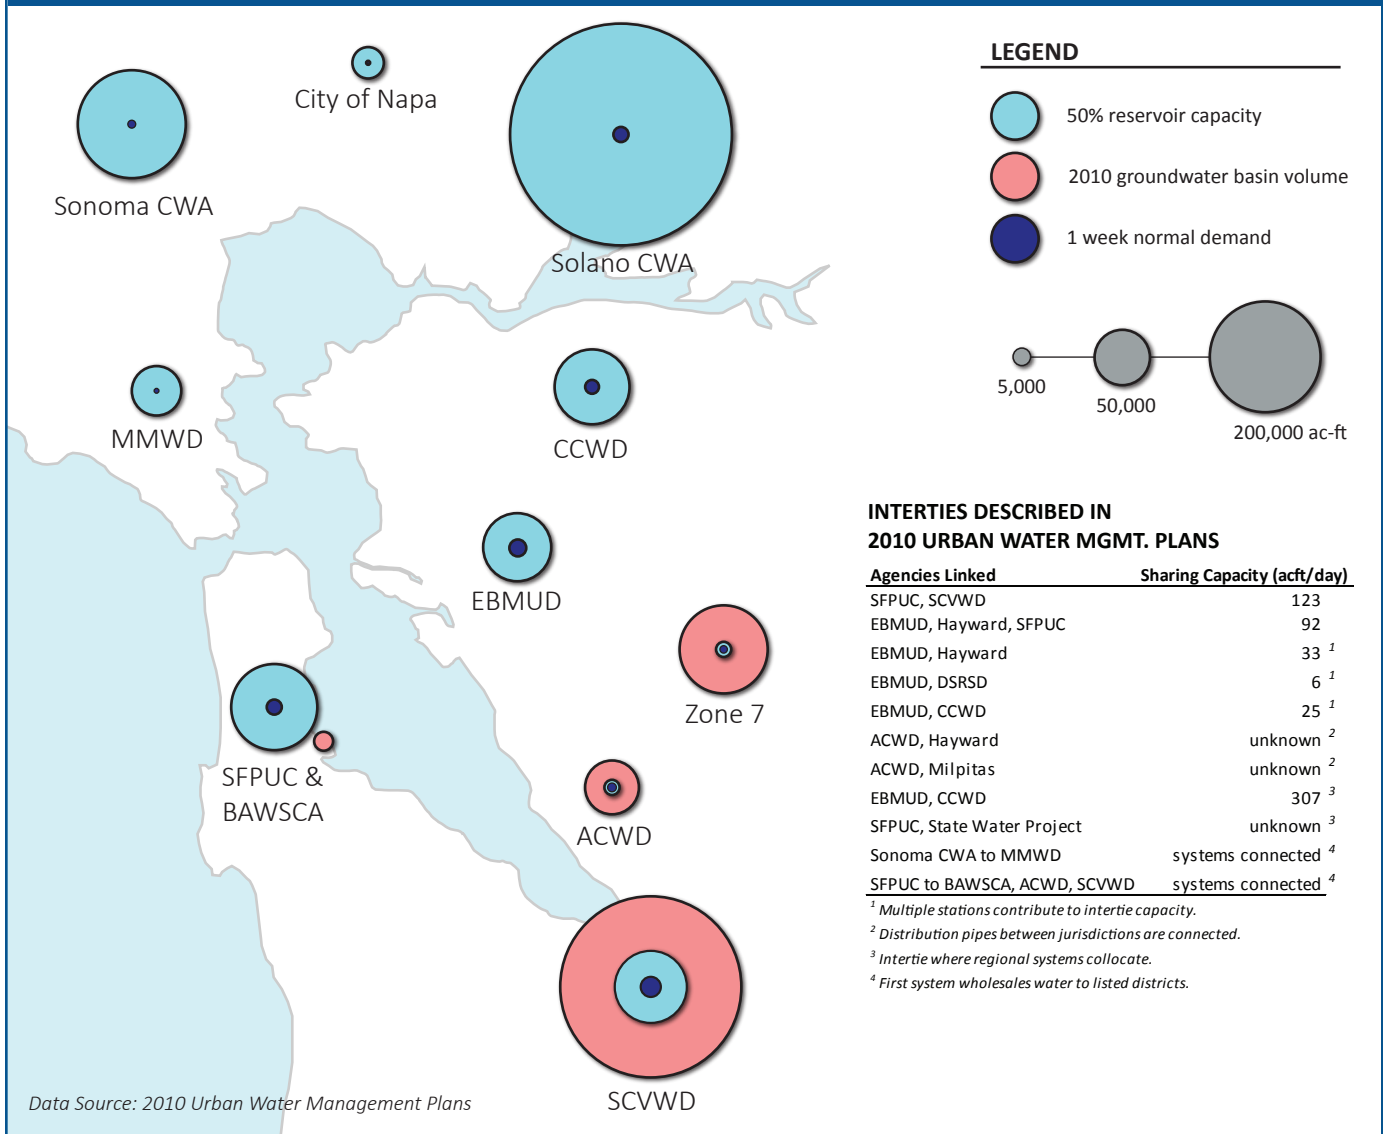 City of Napa
Sonoma CWA
Solano CWA
MMWD
CCWD
EBMUD
Zone 7
SFPUC &
BAWSCA
ACWD
SCVWD
Data Source: 2010 Urban Water Management Plans
LEGEND
50% reservoir capacity
2010 groundwater basin volume
1 week normal demand
5,000
50,000
200,000 ac-ft
INTERTIES DESCRIBED IN
2010 URBAN WATER MGMT. PLANS
Agencies Linked Sharing Capacity (acft/day)
SFPUC, SCVWD 123
EBMUD, Hayward, SFPUC 92
EBMUD, Hayward 33 1
EBMUD, DSRSD 6 1
EBMUD, CCWD 25 1
ACWD, Hayward unknown 2
ACWD, Milpitas unknown 2
EBMUD, CCWD 307 3
SFPUC, State Water Project unknown 3
Sonoma CWA to MMWD systems connected 4
SFPUC to BAWSCA, ACWD, SCVWD systems connected 4
1 Multiple stations contribute to intertie capacity.
2 Distribution pipes between jurisdictions are connected.
3 Intertie where regional systems collocate.
4 First system wholesales water to listed districts.